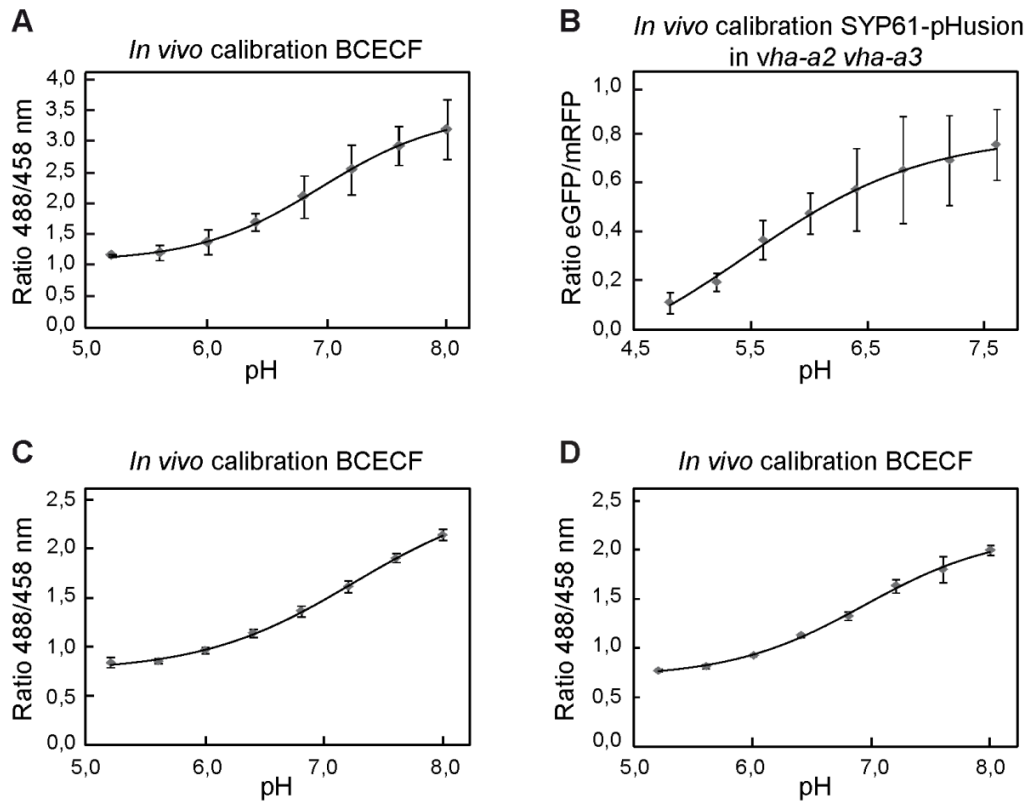 A
In vivo calibration BCECF
4,0
3,5
3,0
2,5
2,0
1,5
1,0
0,5
0,0
Ratio 488/458 nm
5,0 6,0 7,0 8,0
pH
B
In vivo calibration SYP61-pHusion
in vha-a2 vha-a3
1,0
0,8
0,6
0,4
0,2
0,0
Ratio eGFP/mRFP
4,5 5,5 6,5 7,5
pH
C
In vivo calibration BCECF
2,5
2,0
1,5
1,0
0,5
0,0
Ratio 488/458 nm
5,0 6,0 7,0 8,0
pH
D
In vivo calibration BCECF
2,5
2,0
1,5
1,0
0,5
0,0
Ratio 488/458 nm
5,0 6,0 7,0 8,0
pH